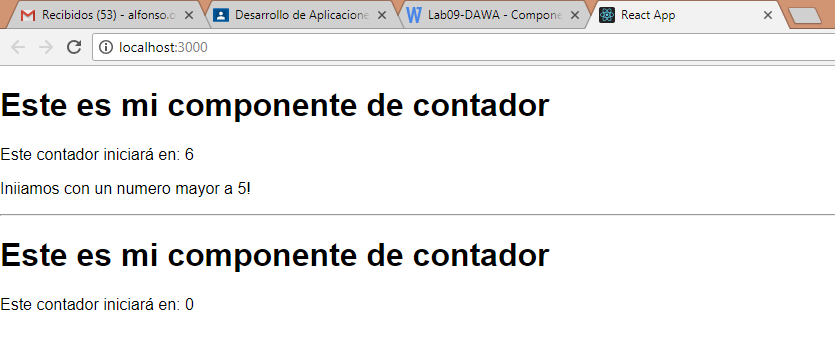 Recibidos (53) - alfonso.o
Desarrollo de Aplicacione
Lab09-DAWA - Compone
React App
localhost:3000
Este es mi componente de contador
Este contador iniciará en: 6
Iniiamos con un numero mayor a 5!
Este es mi componente de contador
Este contador iniciará en: 0